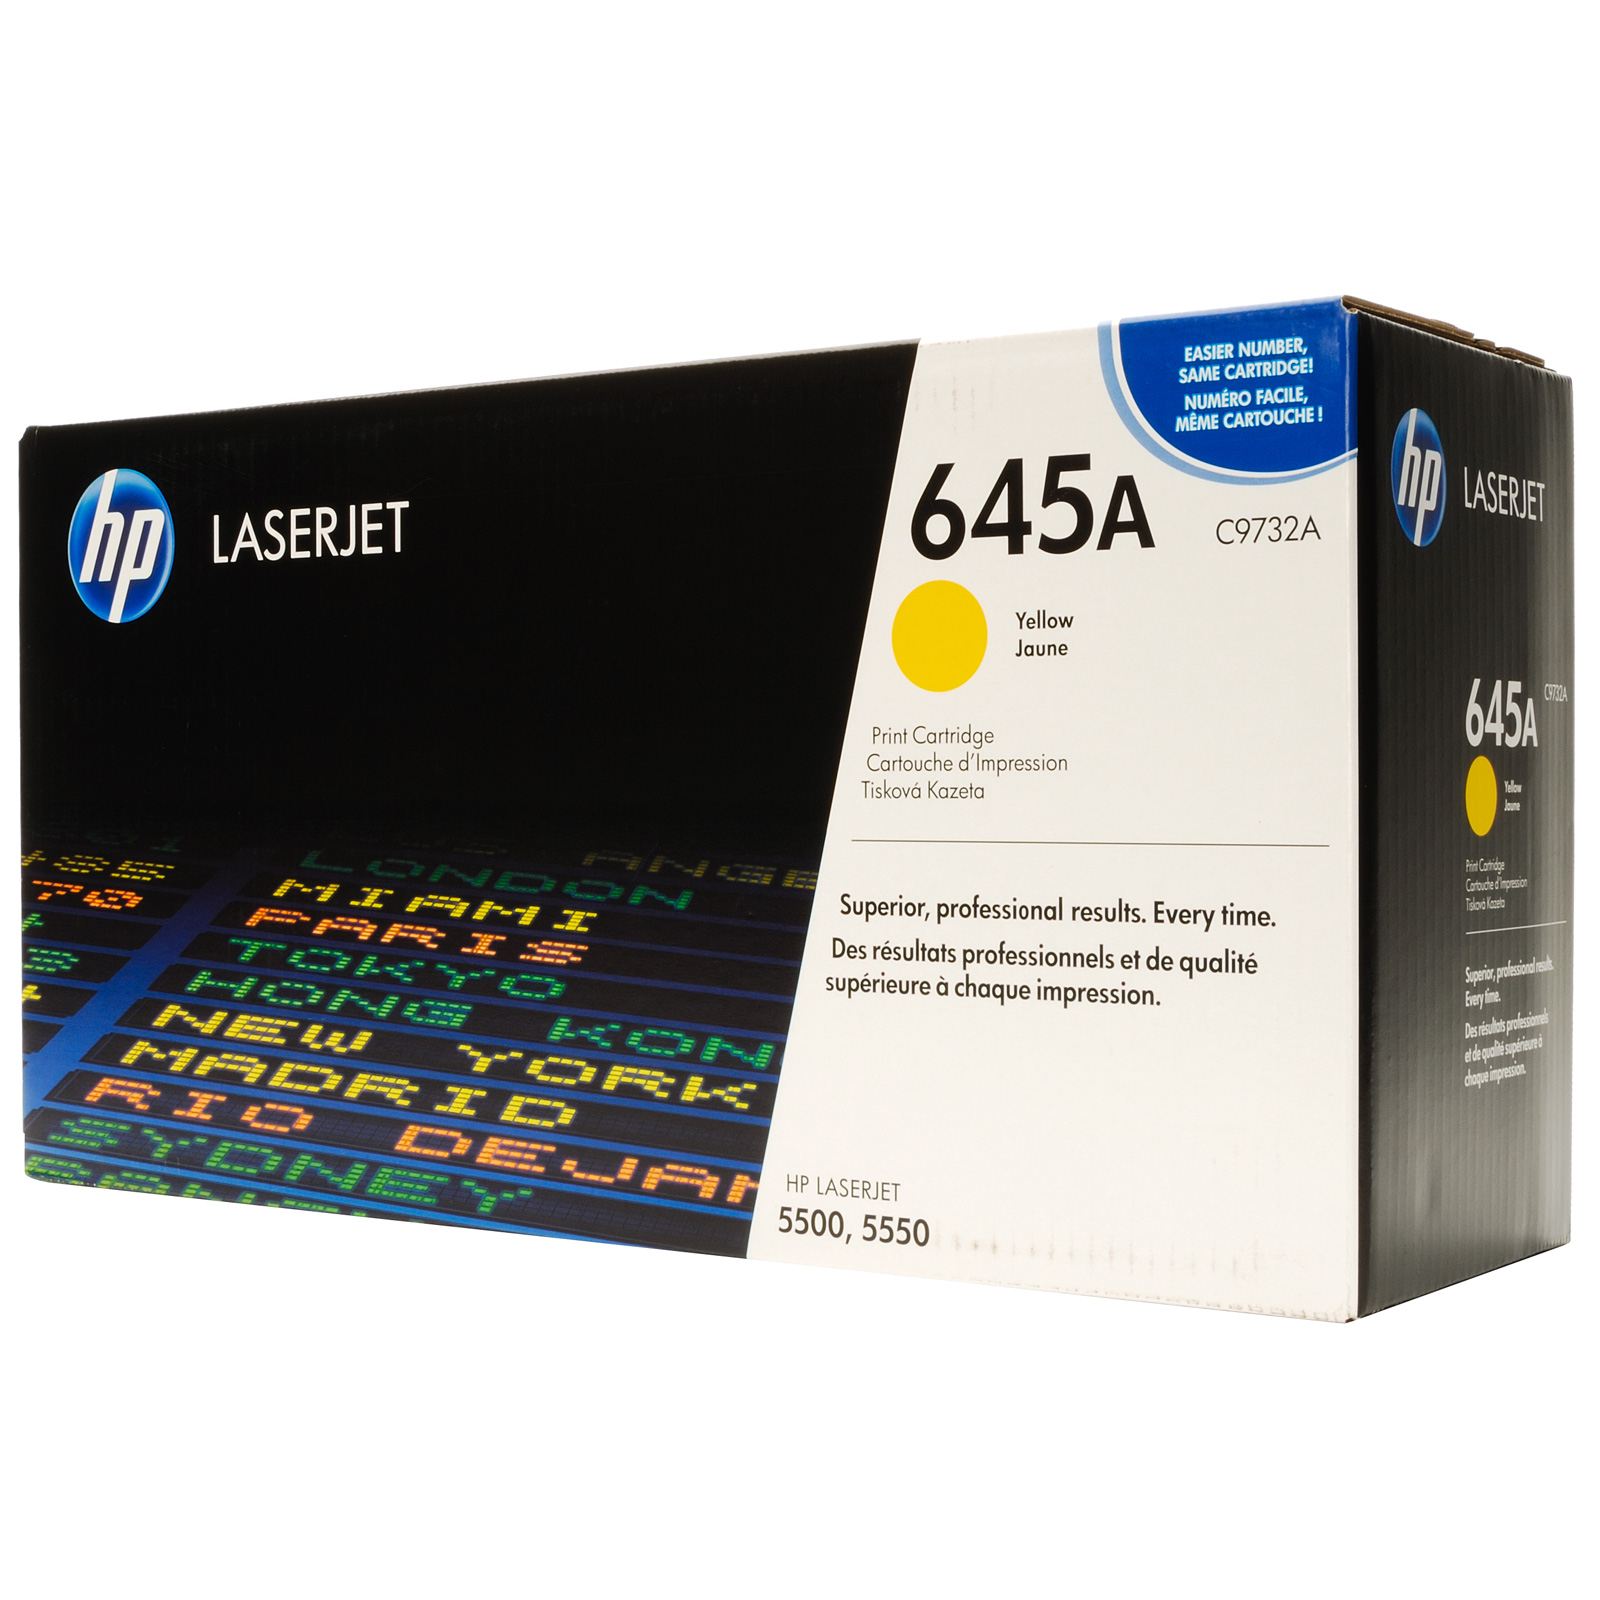 hp
LASERJET
EASIER NUMBER,
SAME CARTRIDGE!
NUMÉRO FACILE,
MÊME CARTOUCHE !
645A
C9732A
Yellow
Jaune
Print Cartridge
Cartouche d'Impression
Tisková Kazeta
Superior, professional results. Every time.
Des résultats professionnels et de qualité
supérieure à chaque impression.
HP LASERJET
5500, 5550
LONDON
MIAMI
PARIS
TOKYO
HONG KON
NEW YORK
MADRID
RIO DEJAN
SYDNEY
hp
LASERJET
645A
C9732A
Yellow
Jaune
Print Cartridge
Cartouche d'Impression
Tisková Kazeta
Superior, professional results.
Every time.
Des résultats professionnels
et de qualité supérieure à
chaque impression.